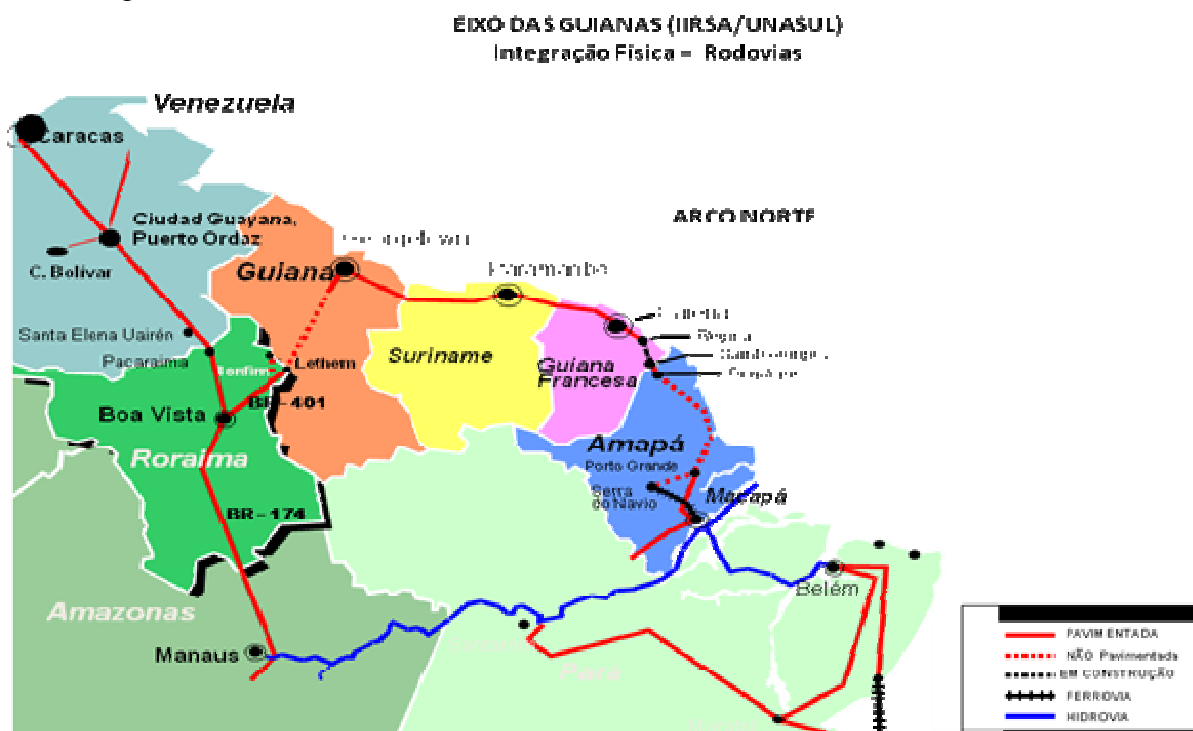 EIXO DAS GUIANAS (IIRSA/UNASUL)
Integração Física – Rodovias
Venezuela
Caracas
ARCO NORTE
Ciudad Guayana,
Puerto Ordaz
C. Bolívar
Guiana
Paramaribo
Santa Elena Uairén
Pacaraima
Bonfim
Lethem
Suriname
Guiana
Francesa
BR-401
Boa Vista
Roraima
Amapá
Porto Grande
Serra
do Navio
Macapá
BR-174
Amazonas
Belém
Manaus
Pará
PAVIMENTADA
NÃO Pavimentada
EM CONSTRUÇÃO
FERROVIA
HIDROVIA